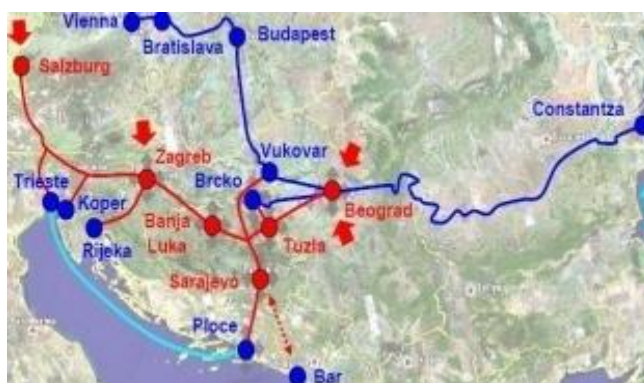 Vienna
Bratislava
Budapest
Salzburg
Constantza
Zagreb
Vukovar
Trieste
Koper
Brcko
Beograd
Rijeka
Banja
Luka
Tuzla
Sarajevo
Ploce
Bar